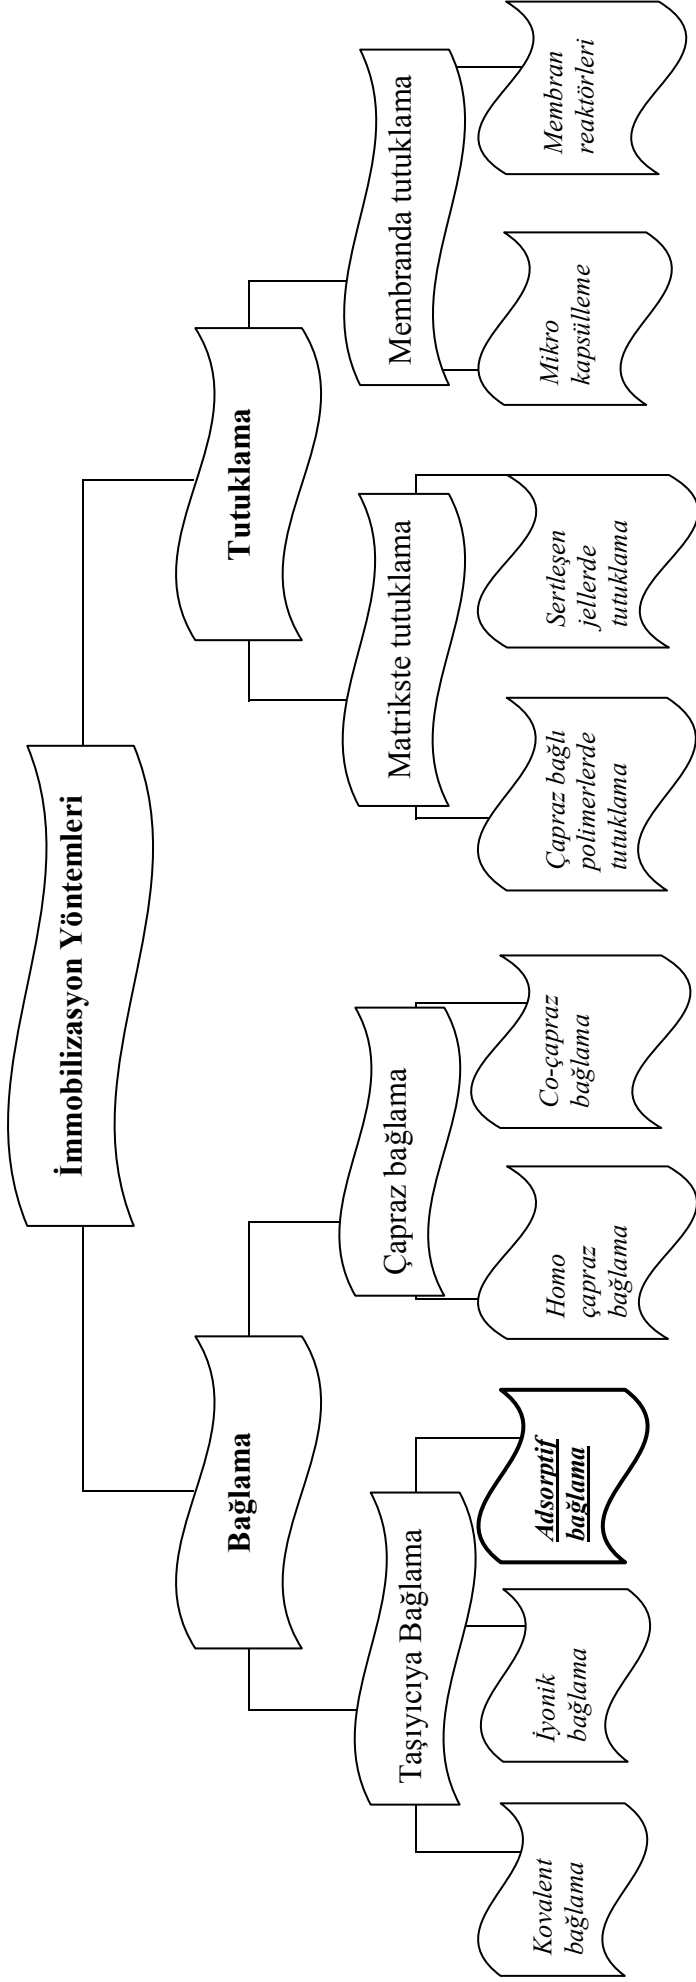 İmmobilizasyon Yöntemleri
Bağlama
Tutuklama
Taşıyıcıya Bağlama
Çapraz bağlama
Matrikste tutuklama
Membranda tutuklama
Kovalent
bağlama
İyonik
bağlama
Adsorptif
bağlama
Homo
çapraz
bağlama
Co-çapraz
bağlama
Çapraz bağlı
polimerlerde
tutuklama
Sertleşen
jellerde
tutuklama
Mikro
kapsülleme
Membran
reaktörleri